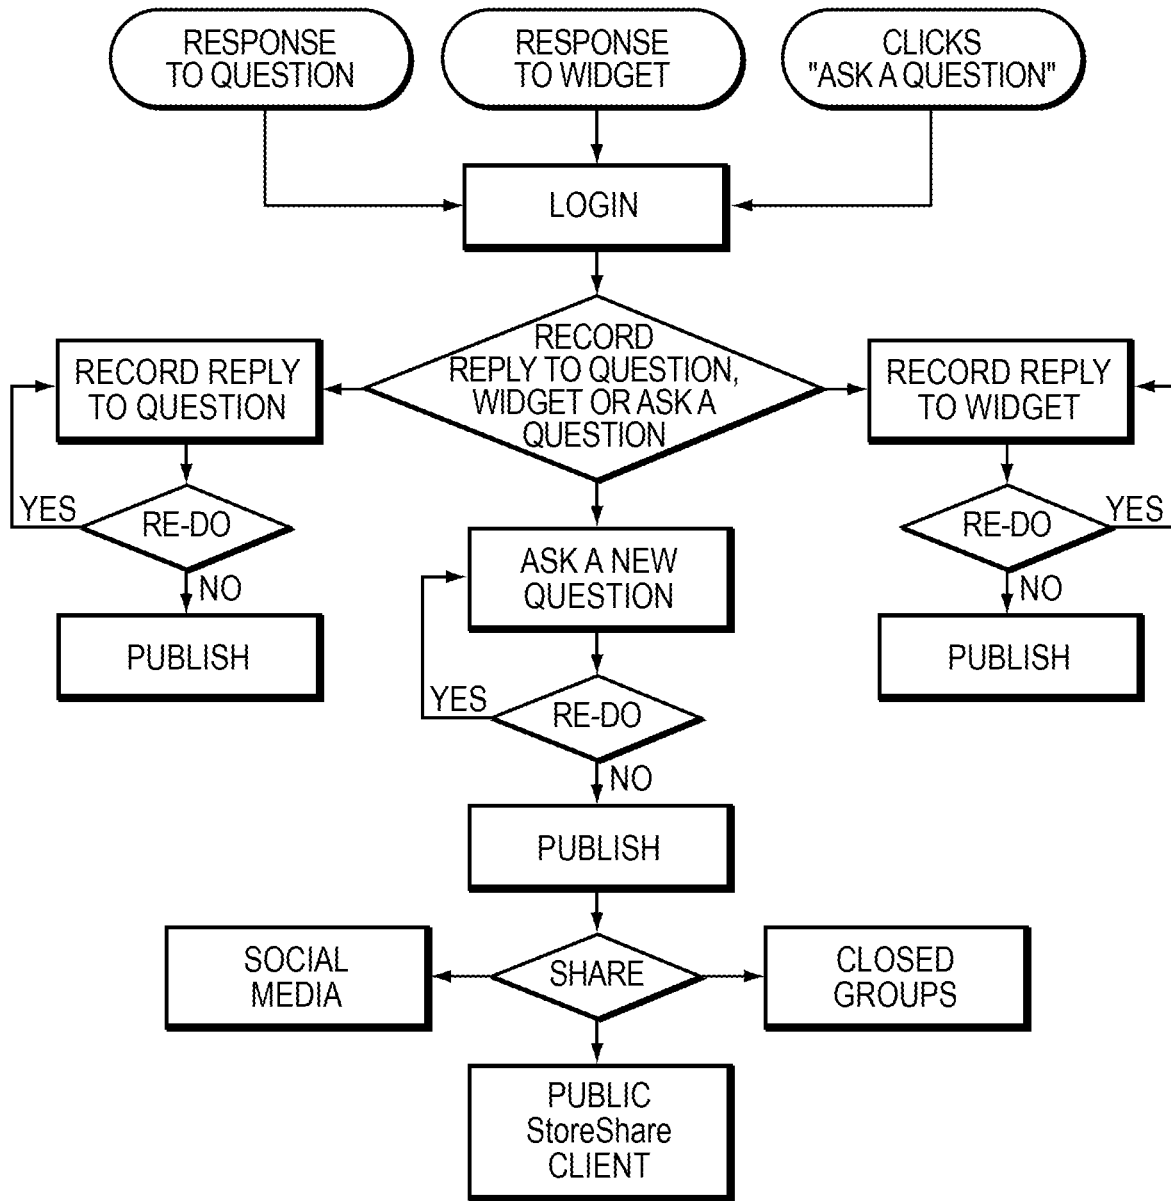 RESPONSE
TO QUESTION
RESPONSE
TO WIDGET
CLICKS
"ASK A QUESTION"
LOGIN
RECORD
REPLY TO QUESTION,
WIDGET OR ASK A
QUESTION
RECORD REPLY
TO QUESTION
RECORD REPLY
TO WIDGET
YES
RE-DO
NO
PUBLISH
RE-DO
YES
NO
PUBLISH
ASK A NEW
QUESTION
YES
RE-DO
NO
PUBLISH
SOCIAL
MEDIA
SHARE
CLOSED
GROUPS
PUBLIC
StoreShare
CLIENT